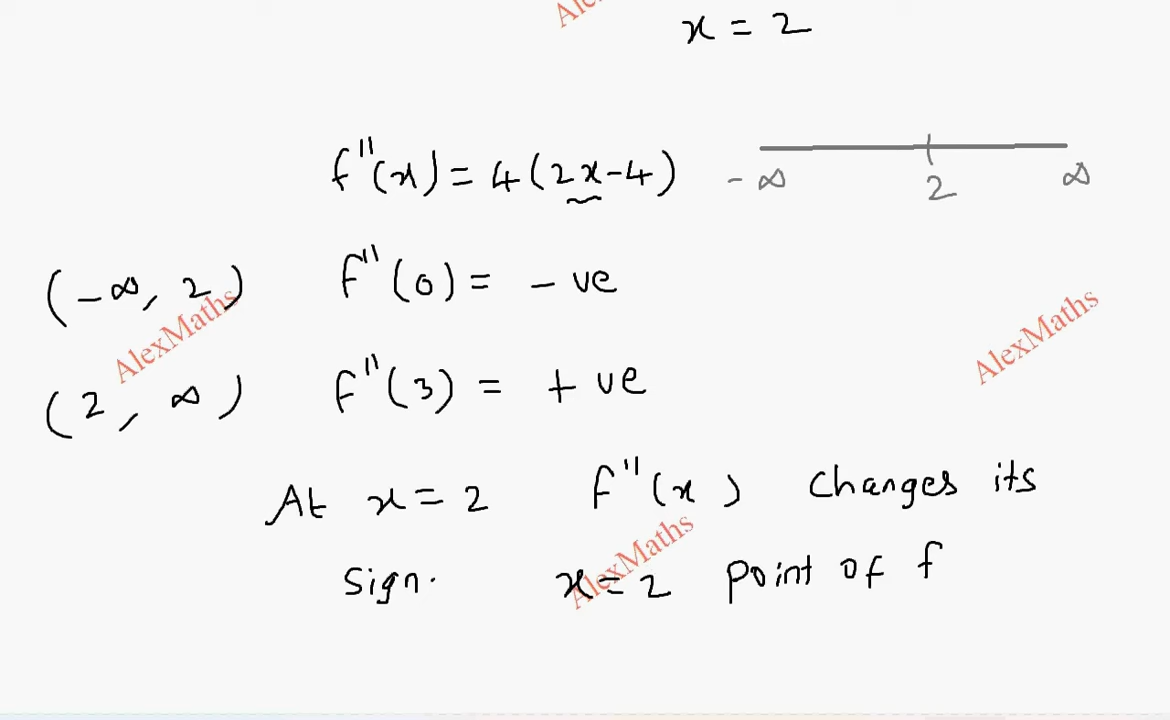 Alex
x = 2
f''(x) = 4(2x-4)
-∞ 2 ∞
(-∞, 2) f''(0) = - ve
AlexMaths
AlexMaths
(2, ∞) f''(3) = + ve
At x = 2 f''(x) changes its
AlexMaths
sign. x = 2 point of f